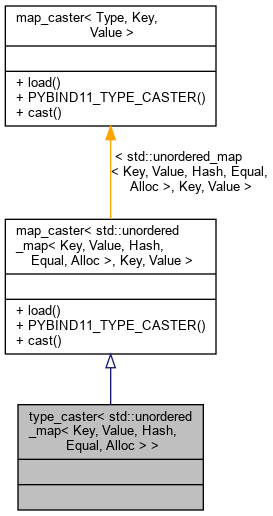 map_caster< Type, Key,
Value >
+ load()
+ PYBIND11_TYPE_CASTER()
+ cast()
< std::unordered_map
< Key, Value, Hash, Equal,
Alloc >, Key, Value >
map_caster< std::unordered
_map< Key, Value, Hash,
Equal, Alloc >, Key, Value >
+ load()
+ PYBIND11_TYPE_CASTER()
+ cast()
type_caster< std::unordered
_map< Key, Value, Hash,
Equal, Alloc > >